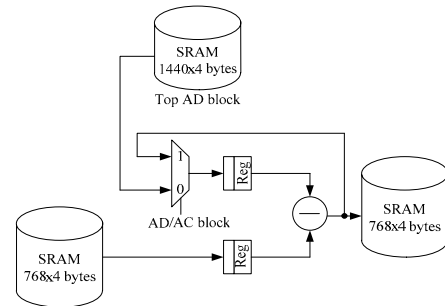 SRAM
1440x4 bytes
Top AD block
1
Reg
0
AD/AC block
SRAM
768x4 bytes
Reg
SRAM
768x4 bytes